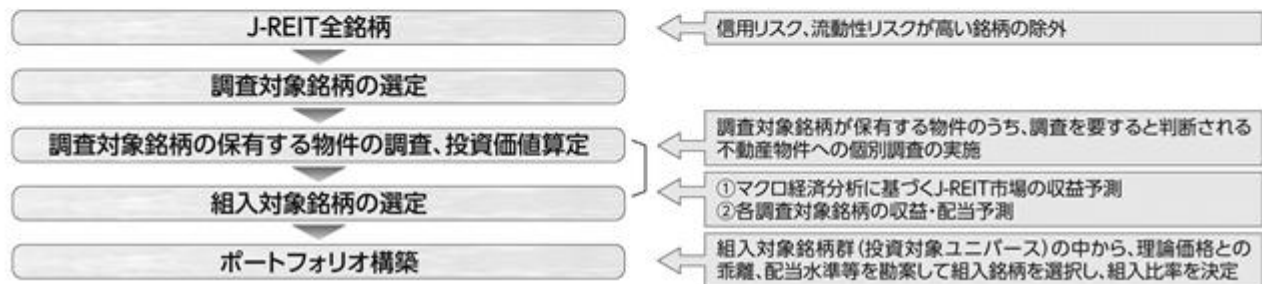 J-REIT全銘柄
信用リスク、流動性リスクが高い銘柄の除外
調査対象銘柄の選定
調査対象銘柄の保有する物件の調査、投資価値算定
調査対象銘柄が保有する物件のうち、調査を要すると判断される
不動産物件への個別調査の実施
組入対象銘柄の選定
①マクロ経済分析に基づくJ-REIT市場の収益予測
②各調査対象銘柄の収益・配当予測
ポートフォリオ構築
組入対象銘柄群(投資対象ユニバース)の中から、理論価格との
乖離、配当水準等を勘案して組入銘柄を選択し、組入比率を決定